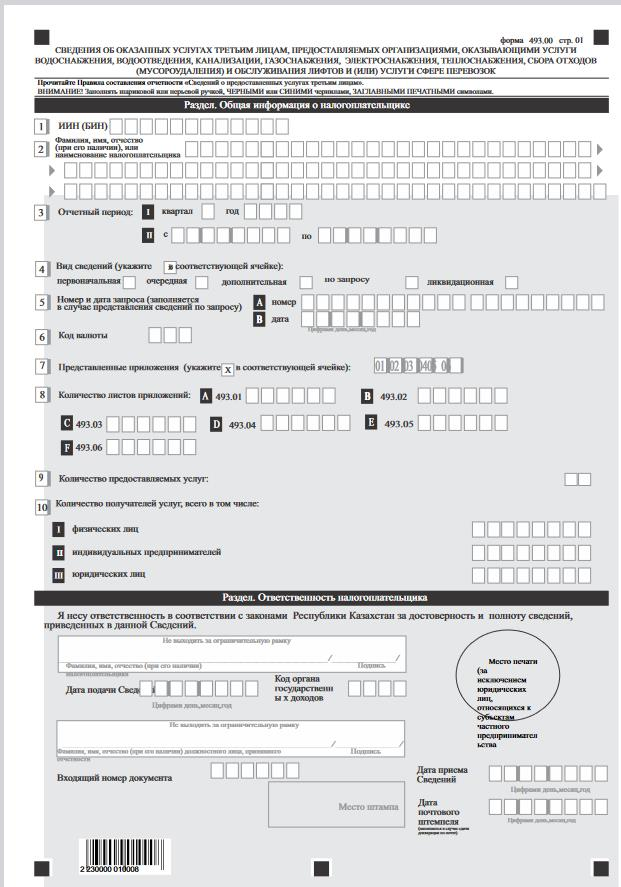 форма 493.00 стр. 01
СВЕДЕНИЯ ОБ ОКАЗАННЫХ УСЛУГАХ ТРЕТЬИМ ЛИЦАМ, ПРЕДОСТАВЛЯЕМЫХ ОРГАНИЗАЦИЯМИ, ОКАЗЫВАЮЩИМИ УСЛУГИ
ВОДОСНАБЖЕНИЯ, ВОДООТВЕДЕНИЯ, КАНАЛИЗАЦИИ, ГАЗОСНАБЖЕНИЯ, ЭЛЕКТРОСНАБЖЕНИЯ, ТЕПЛОСНАБЖЕНИЯ, СБОРА ОТХОДОВ
(МУСОРОУДАЛЕНИЯ) И ОБСЛУЖИВАНИЯ ЛИФТОВ И (ИЛИ) УСЛУГИ СФЕРЕ ПЕРЕВОЗОК
Прочитайте Правила составления отчетности «Сведений о предоставленных услугах третьим лицам».
ВНИМАНИЕ! Заполнять шариковой или перьевой ручкой, ЧЕРНЫМИ или СИНИМИ чернилами, ЗАГЛАВНЫМИ ПЕЧАТНЫМИ символами.
Раздел. Общая информация о налогоплательщике
1 ИИН (БИН)
2 Фамилия, имя, отчество
(при его наличии), или
наименование налогоплательщика
3 Отчетный период: I квартал год
II с по
4 Вид сведений (укажите в соответствующей ячейке):
первоначальная очередная дополнительная по запросу ликвидационная
5 Номер и дата запроса (заполняется
в случае представления сведений по запросу)
A номер
B дата
Цифрами день,месяц,год
6 Код валюты
7 Представленные приложения (укажите X в соответствующей ячейке): 01 02 03 04 05 0
8 Количество листов приложений: A 493.01 B 493.02
C 493.03 D 493.04 E 493.05
F 493.06
9 Количество предоставляемых услуг:
10 Количество получателей услуг, всего в том числе:
I физических лиц
II индивидуальных предпринимателей
III юридических лиц
Раздел. Ответственность налогоплательщика
Я несу ответственность в соответствии с законами Республики Казахстан за достоверность и полноту сведений,
приведенных в данной Сведений.
Не выходить за ограничительную рамку
/ /
Фамилия, имя, отчество (при его наличии) Подпись
налогоплательщика
Дата подачи Сведе
Цифрами день,месяц,год
Код органа
государственн
ы х доходов
Место печати
(за
исключением
юридических
лиц,
относящихся к
субъектам
частного
предпринимател
ьства
Не выходить за ограничительную рамку
/ /
Фамилия, имя, отчество (при его наличии) должностного лица, принявшего Подпись
отчетности
Входящий номер документа
Место штампа
Дата приема
Сведений
Цифрами день,месяц,год
Дата
почтового
штемпеля
Цифрами день,месяц,год
2 230000 010008